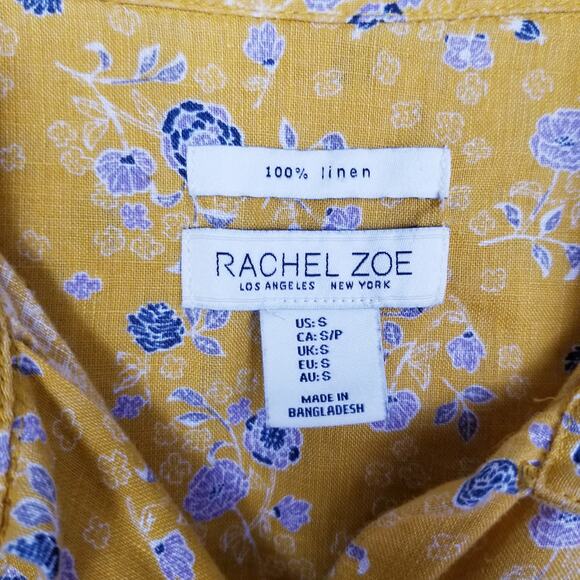 100% linen
RACHEL ZOE
LOS ANGELES NEW YORK
US: S
CA: S/P
UK: S
EU: S
AU: S
MADE IN
BANGLADESH